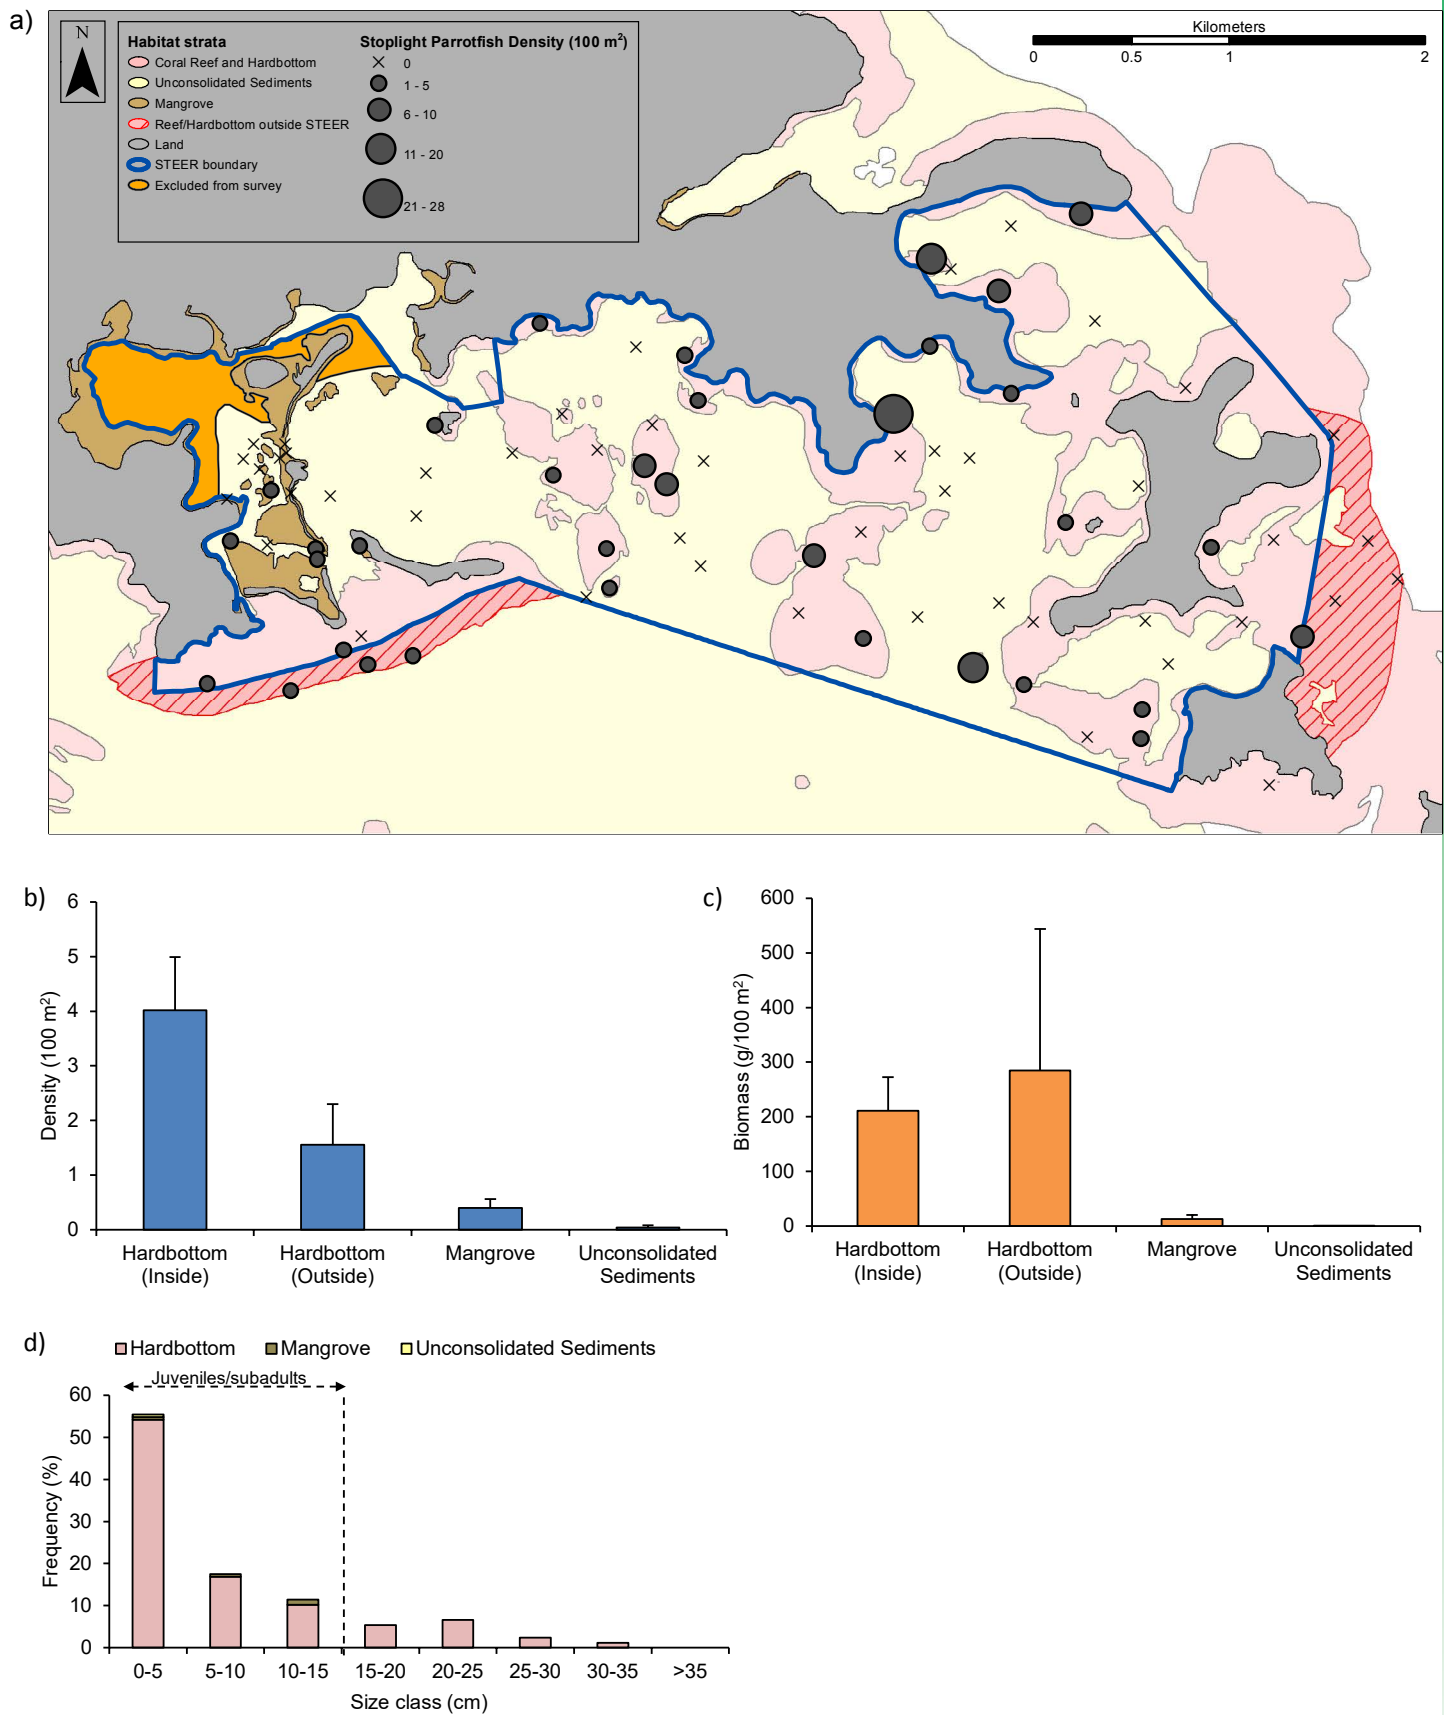 a)
N
Habitat strata
Coral Reef and Hardbottom
Unconsolidated Sediments
Mangrove
Reef/Hardbottom outside STEER
Land
STEER boundary
Excluded from survey
Stoplight Parrotfish Density (100 m²)
0
1 - 5
6 - 10
11 - 20
21 - 28
Kilometers
0 0.5 1 2
b)
6
5
4
3
2
1
0
Density (100 m²)
Hardbottom (Inside)
Hardbottom (Outside)
Mangrove
Unconsolidated Sediments
c)
600
500
400
300
200
100
0
Biomass (g/100 m²)
Hardbottom (Inside)
Hardbottom (Outside)
Mangrove
Unconsolidated Sediments
d)
Hardbottom Mangrove Unconsolidated Sediments
Juveniles/subadults
60
50
40
30
20
10
0
Frequency (%)
0-5 5-10 10-15 15-20 20-25 25-30 30-35 >35
Size class (cm)